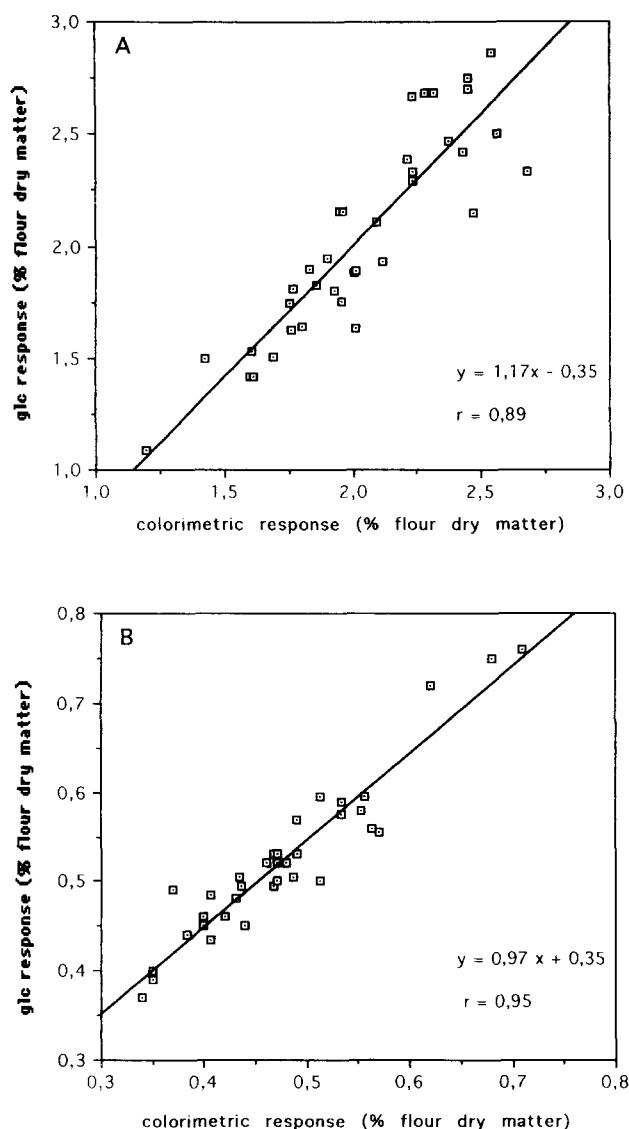 A
3,0
2,5
2,0
1,5
1,0
glc response (% flour dry matter)
y = 1,17x - 0,35
r = 0,89
1,0 1,5 2,0 2,5 3,0
colorimetric response (% flour dry matter)
B
0,8
0,7
0,6
0,5
0,4
0,3
glc response (% flour dry matter)
y = 0,97 x + 0,35
r = 0,95
0,3 0,4 0,5 0,6 0,7 0,8
colorimetric response (% flour dry matter)